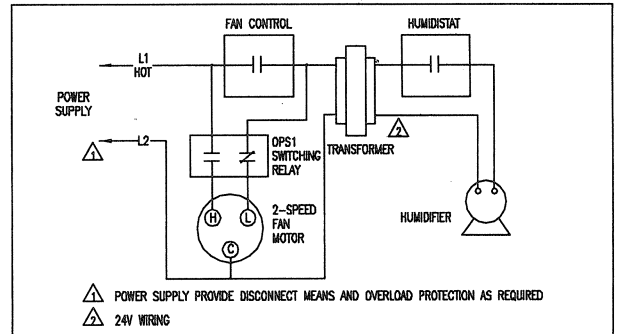 FAN CONTROL
HUMIDISTAT
L1
HOT
POWER
SUPPLY
1
L2
OPS1
SWITCHING
RELAY
TRANSFORMER
2
H
L
C
2-SPEED
FAN
MOTOR
HUMIDIFIER
1 POWER SUPPLY PROVIDE DISCONNECT MEANS AND OVERLOAD PROTECTION AS REQUIRED
2 24V WIRING